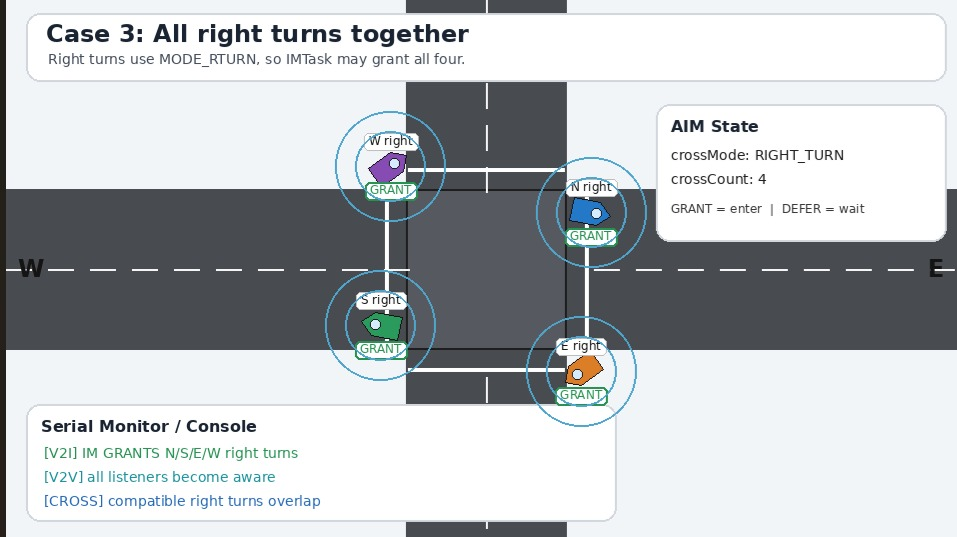 Case 3: All right turns together
Right turns use MODE_RTURN, so IMTask may grant all four.
AIM State
crossMode: RIGHT_TURN
crossCount: 4
GRANT = enter | DEFER = wait
W right
GRANT
N right
GRANT
W
E
S right
GRANT
E right
GRANT
Serial Monitor / Console
[V2I] IM GRANTS N/S/E/W right turns
[V2V] all listeners become aware
[CROSS] compatible right turns overlap